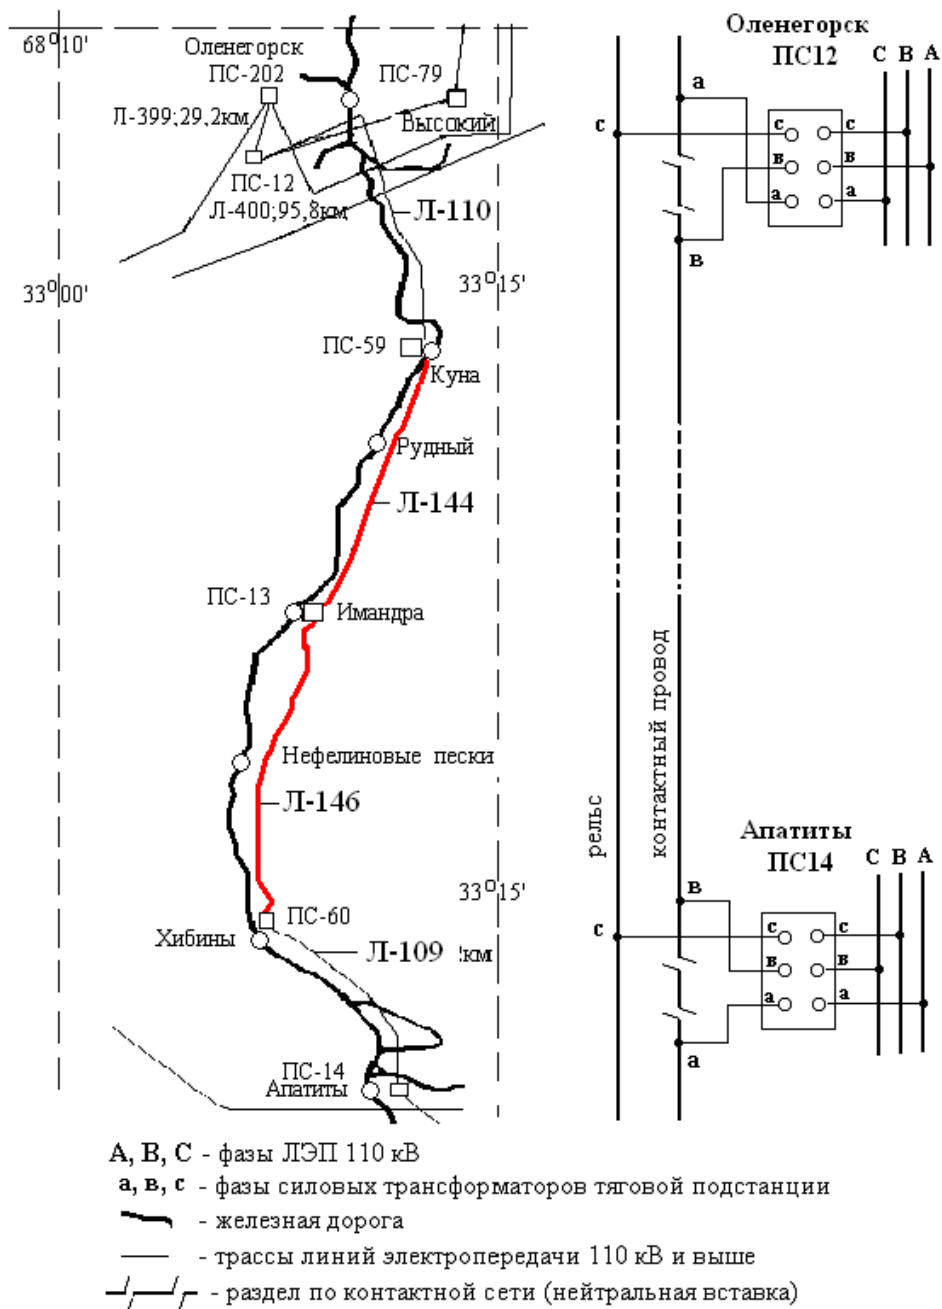 68°10'
Оленегорск
ПС-202
ПС-79
Л-399;29,2км
Высокий
ПС-12
Л-400;95,8км
Л-110
33°00'
33°15'
ПС-59
Куна
Рудный
Л-144
ПС-13
Имандра
Нефелиновые пески
Л-146
33°15'
ПС-60
Хибины
Л-109
км
ПС-14
Апатиты
Оленегорск
ПС12
С В А
а
с
с с
в в
а а
в
рельс
контактный провод
Апатиты
ПС14
С В А
в
с
с с
в в
а а
а
А, В, С - фазы ЛЭП 110 кВ
а, в, с - фазы силовых трансформаторов тяговой подстанции
- железная дорога
- трассы линий электропередачи 110 кВ и выше
- раздел по контактной сети (нейтральная вставка)